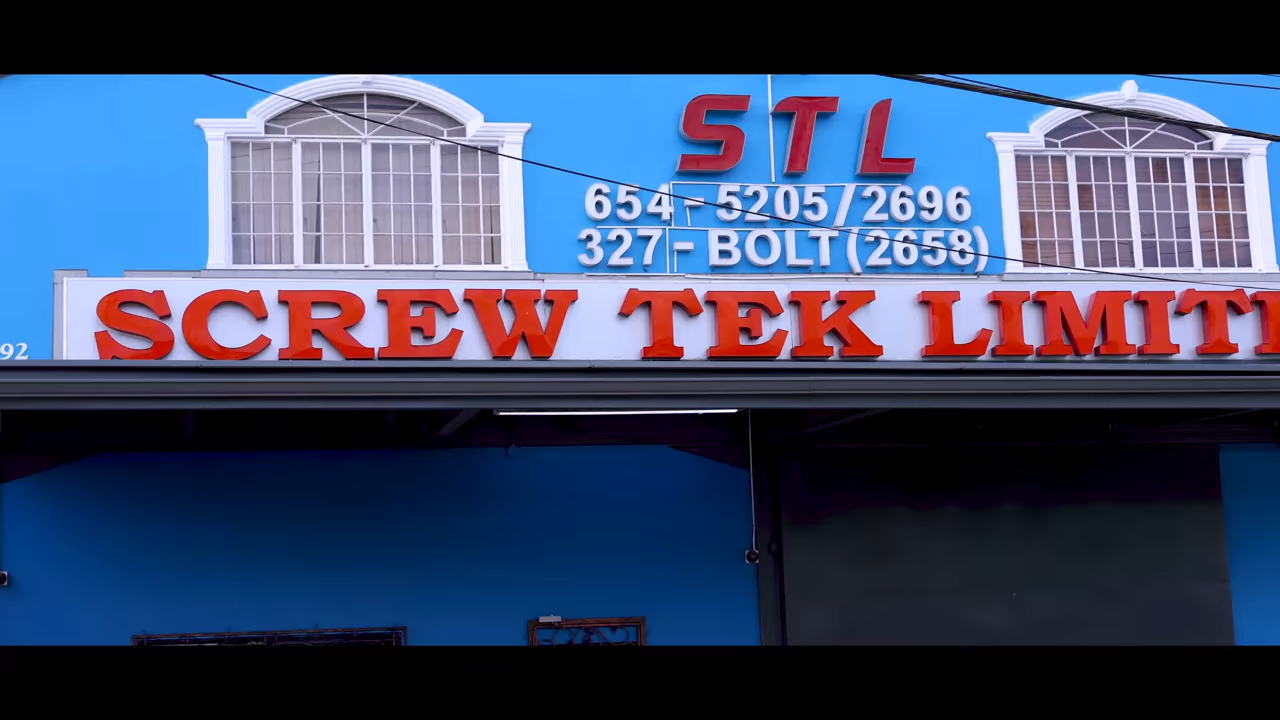 STL
654-5205/2696
327-BOLT(2658)
SCREW TEK LIMIT
92